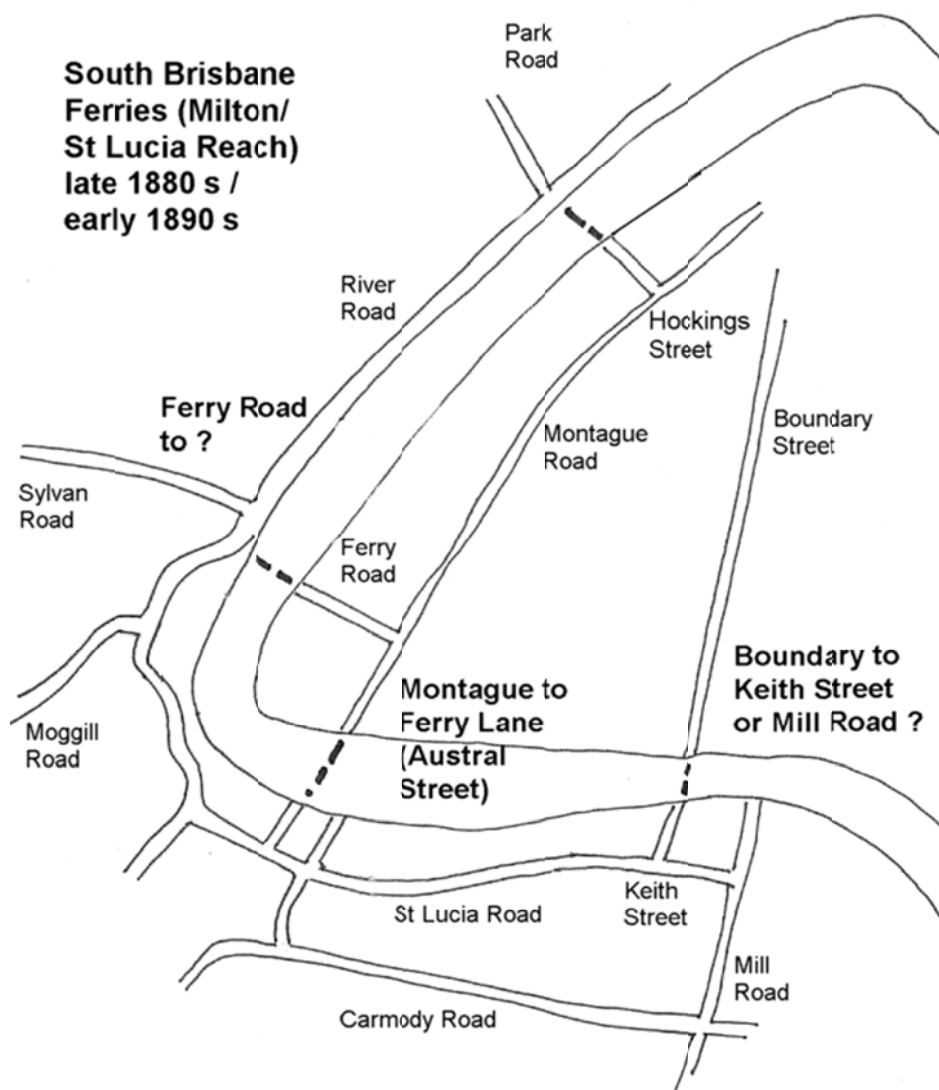 Park
Road
South Brisbane
Ferries (Milton/
St Lucia Reach)
late 1880 s /
early 1890 s
River
Road
Hockings
Street
Ferry Road
to ?
Montague
Road
Boundary
Street
Sylvan
Road
Ferry
Road
Montague to
Ferry Lane
(Austral
Street)
Boundary to
Keith Street
or Mill Road ?
Moggill
Road
St Lucia Road
Keith
Street
Mill
Road
Carmody Road